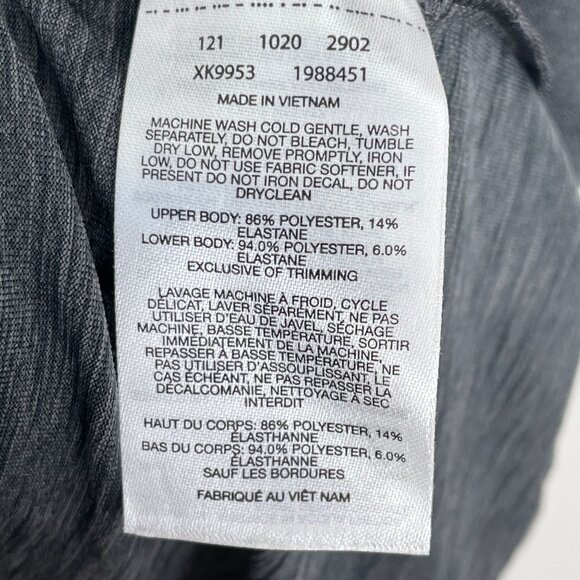 121 1020 2902
XK9953 1988451
MADE IN VIETNAM
MACHINE WASH COLD GENTLE, WASH
SEPARATELY, DO NOT BLEACH, TUMBLE
DRY LOW, REMOVE PROMPTLY, IRON
LOW, DO NOT USE FABRIC SOFTENER, IF
PRESENT DO NOT IRON DECAL, DO NOT
DRYCLEAN
UPPER BODY: 86% POLYESTER, 14%
ELASTANE
LOWER BODY: 94.0% POLYESTER, 6.0%
ELASTANE
EXCLUSIVE OF TRIMMING
LAVAGE MACHINE À FROID, CYCLE
DÉLICAT, LAVER SÉPARÉMENT, NE PAS
UTILISER D'EAU DE JAVEL, SÉCHAGE
MACHINE, BASSE TEMPÉRATURE, SORTIR
IMMÉDIATEMENT DE LA MACHINE,
REPASSER À BASSE TEMPÉRATURE, NE
PAS UTILISER D'ASSOUPLISSANT, LE
CAS ÉCHÉANT, NE PAS REPASSER LA
DÉCALCOMANIE, NETTOYAGE À SEC
INTERDIT
HAUT DU CORPS: 86% POLYESTER, 14%
ÉLASTHANNE
BAS DU CORPS: 94.0% POLYESTER, 6.0%
ÉLASTHANNE
SAUF LES BORDURES
FABRIQUÉ AU VIÊT NAM